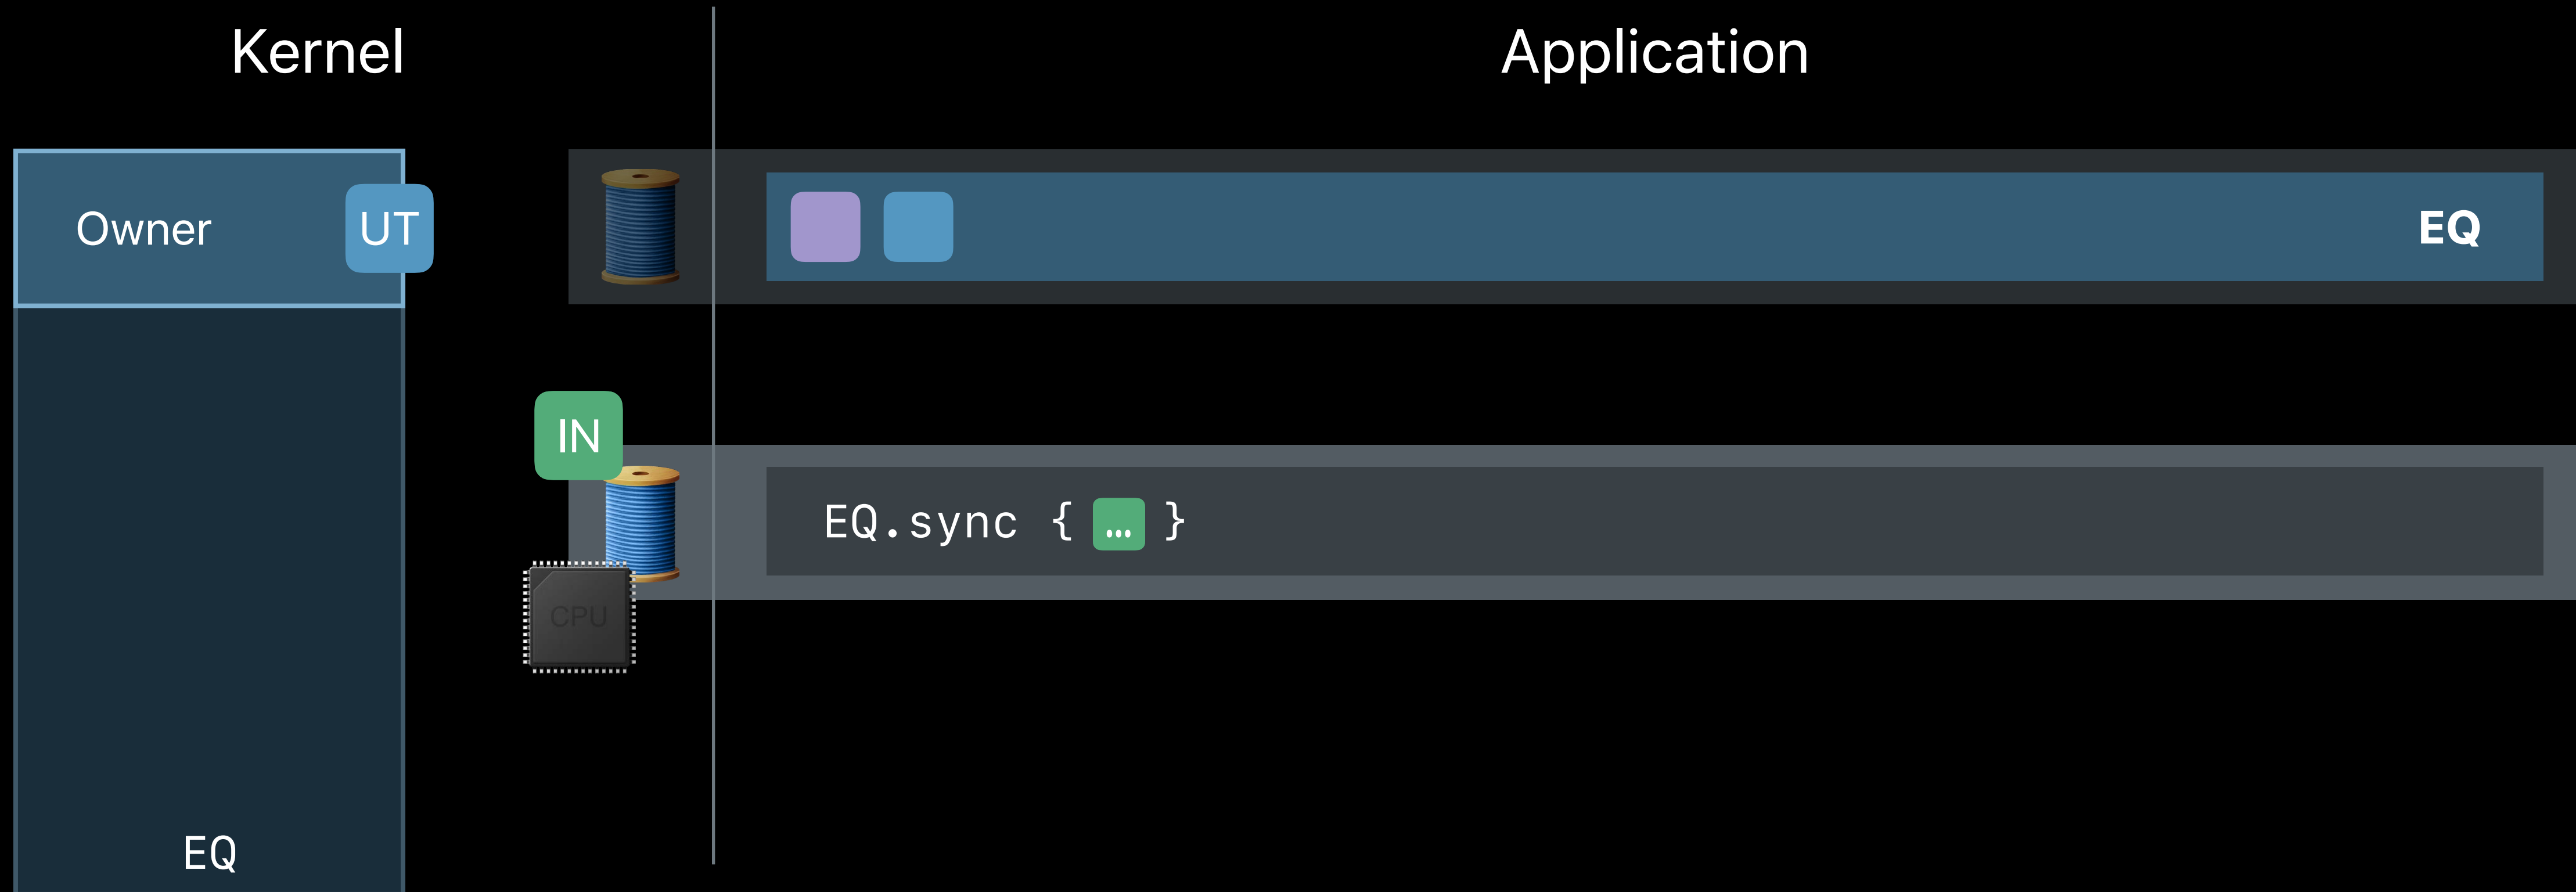 Kernel
Application
Owner
UT
EQ
IN
EQ.sync { ... }
CPU
EQ